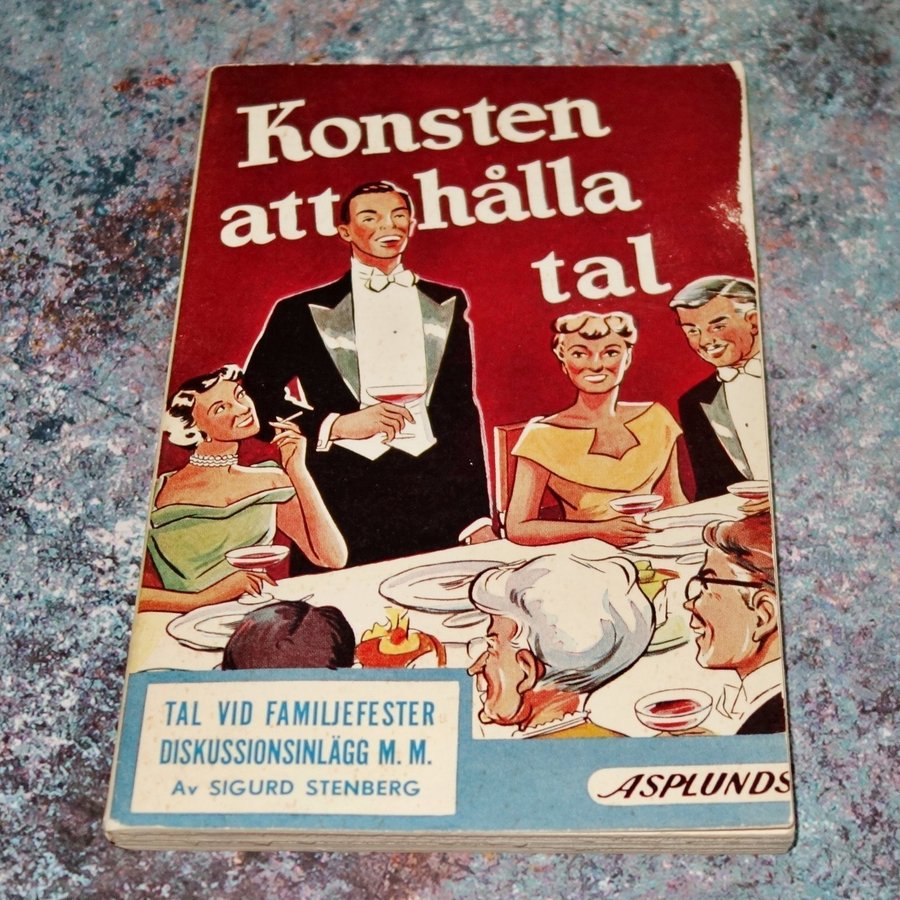 Konsten
att hålla
tal
TAL VID FAMILJEFESTER
DISKUSSIONSINLÄGG M. M.
Av SIGURD STENBERG
ASPLUNDS